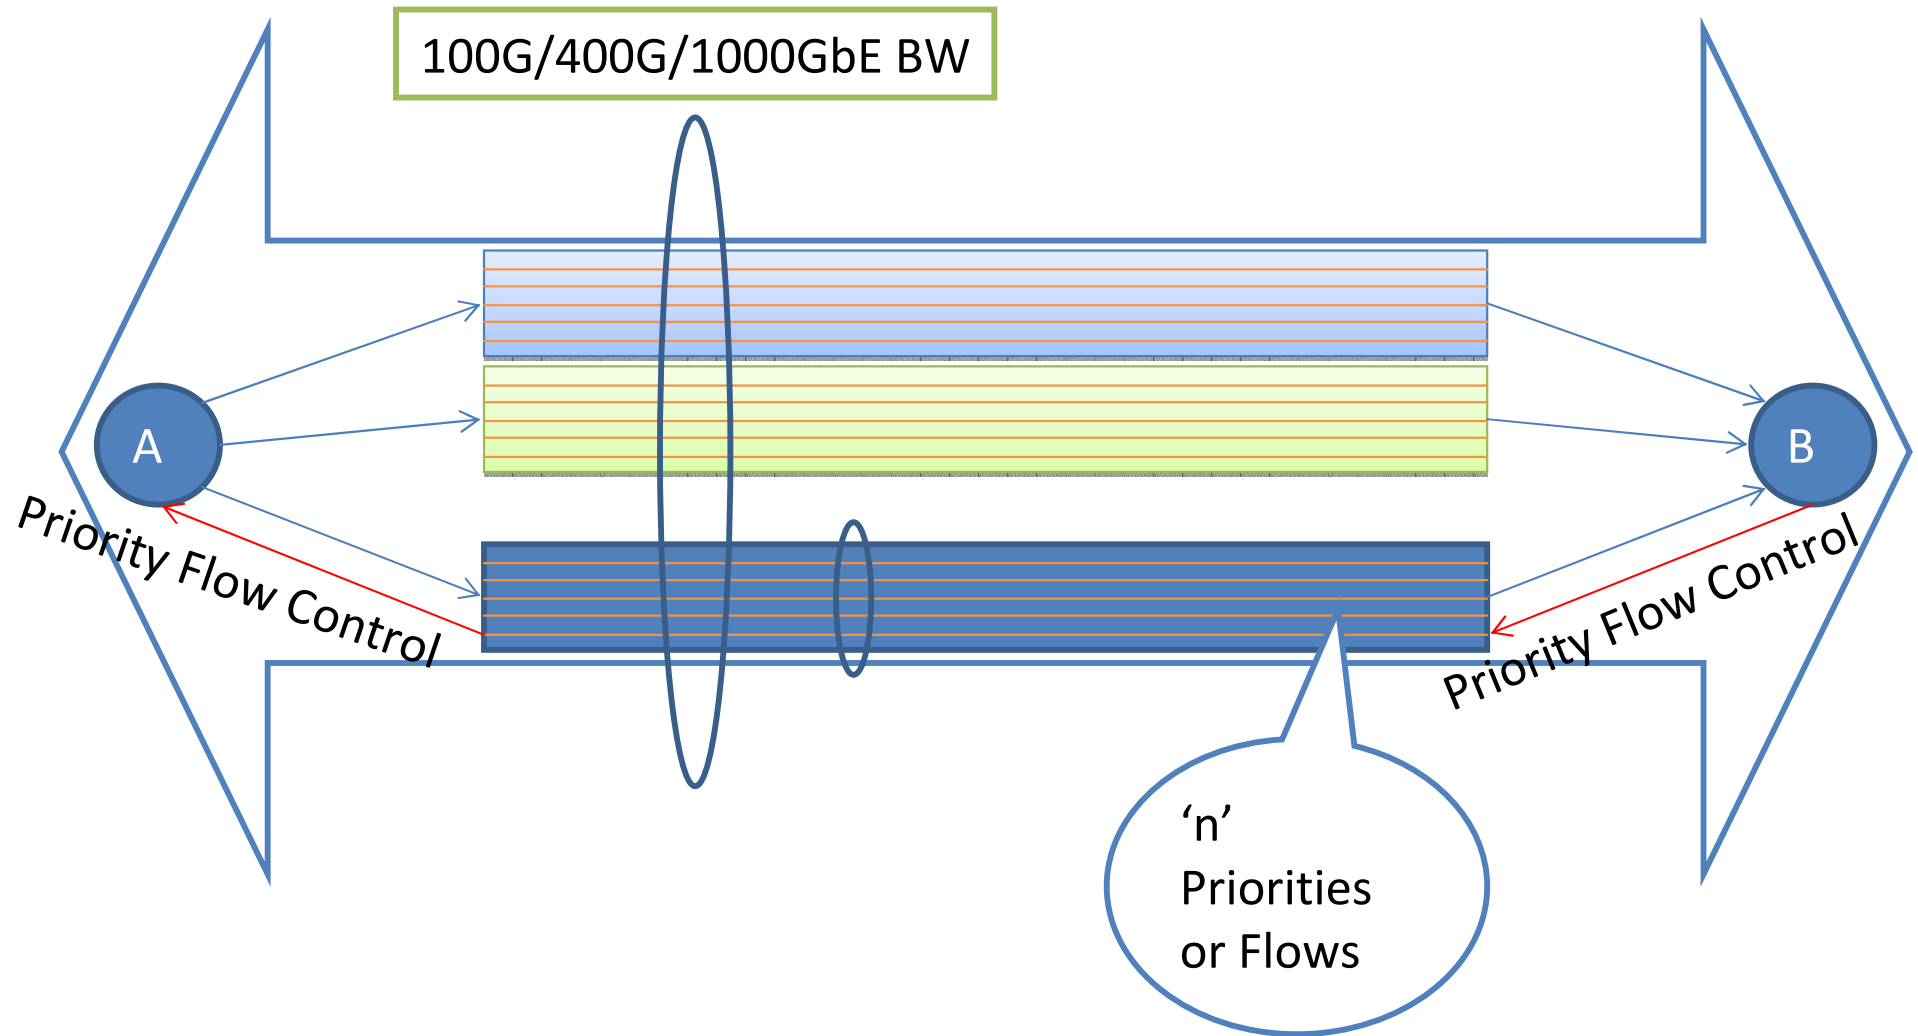 100G/400G/1000GbE BW
A
B
Priority Flow Control
Priority Flow Control
‘n’
Priorities
or Flows